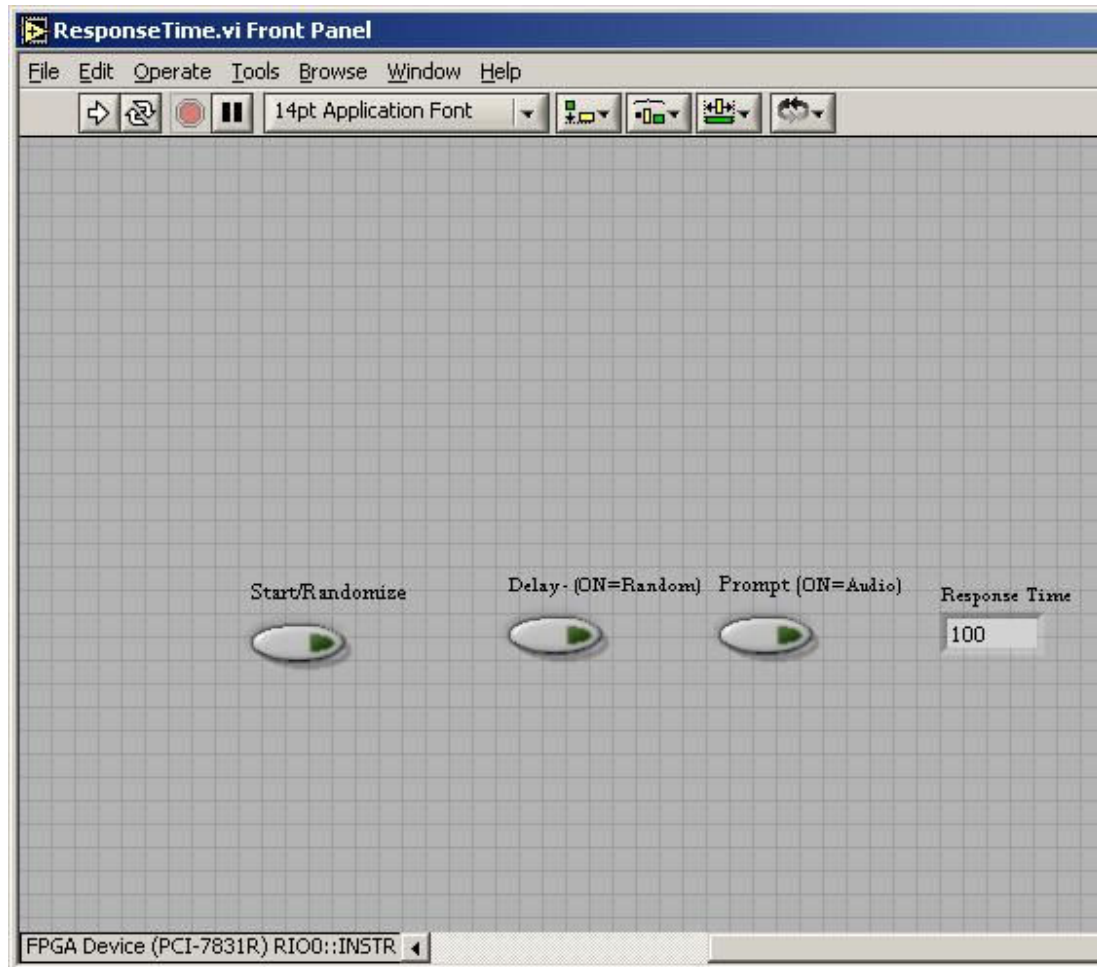 ResponseTime.vi Front Panel
File Edit Operate Tools Browse Window Help
14pt Application Font
Start/Randomize
Delay- (ON=Random)
Prompt (ON=Audio)
Response Time
100
FPGA Device (PCI-7831R) RIO0::INSTR